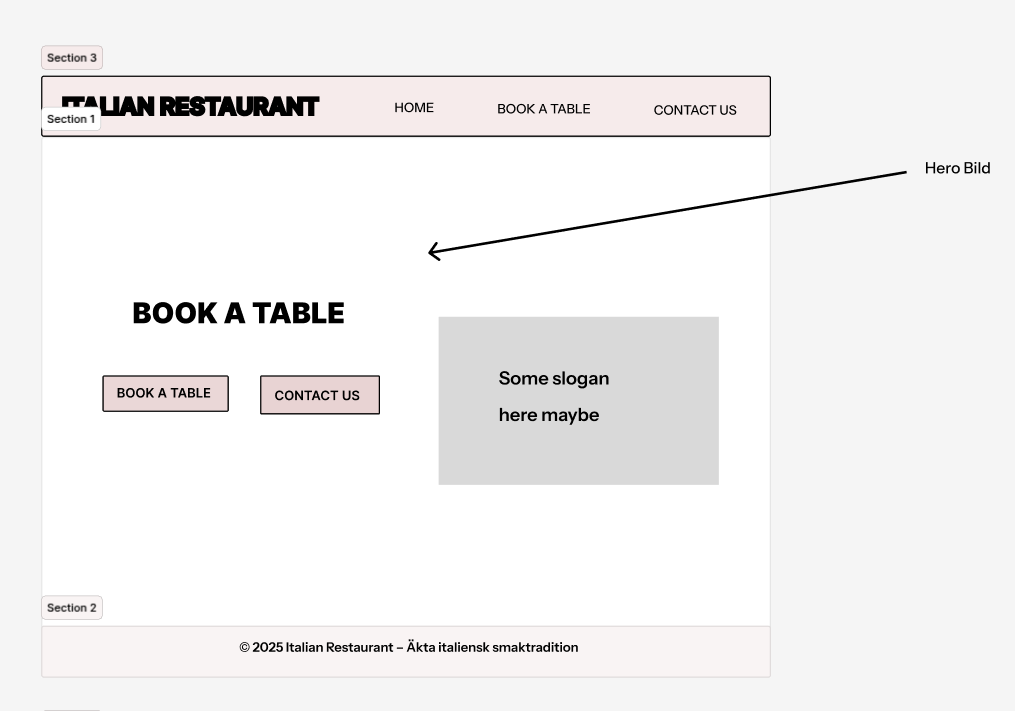 Section 3
ITALIAN RESTAURANT
HOME
BOOK A TABLE
CONTACT US
Section 1
Hero Bild
BOOK A TABLE
BOOK A TABLE
CONTACT US
Some slogan
here maybe
Section 2
© 2025 Italian Restaurant – Äkta italiensk smaktradition